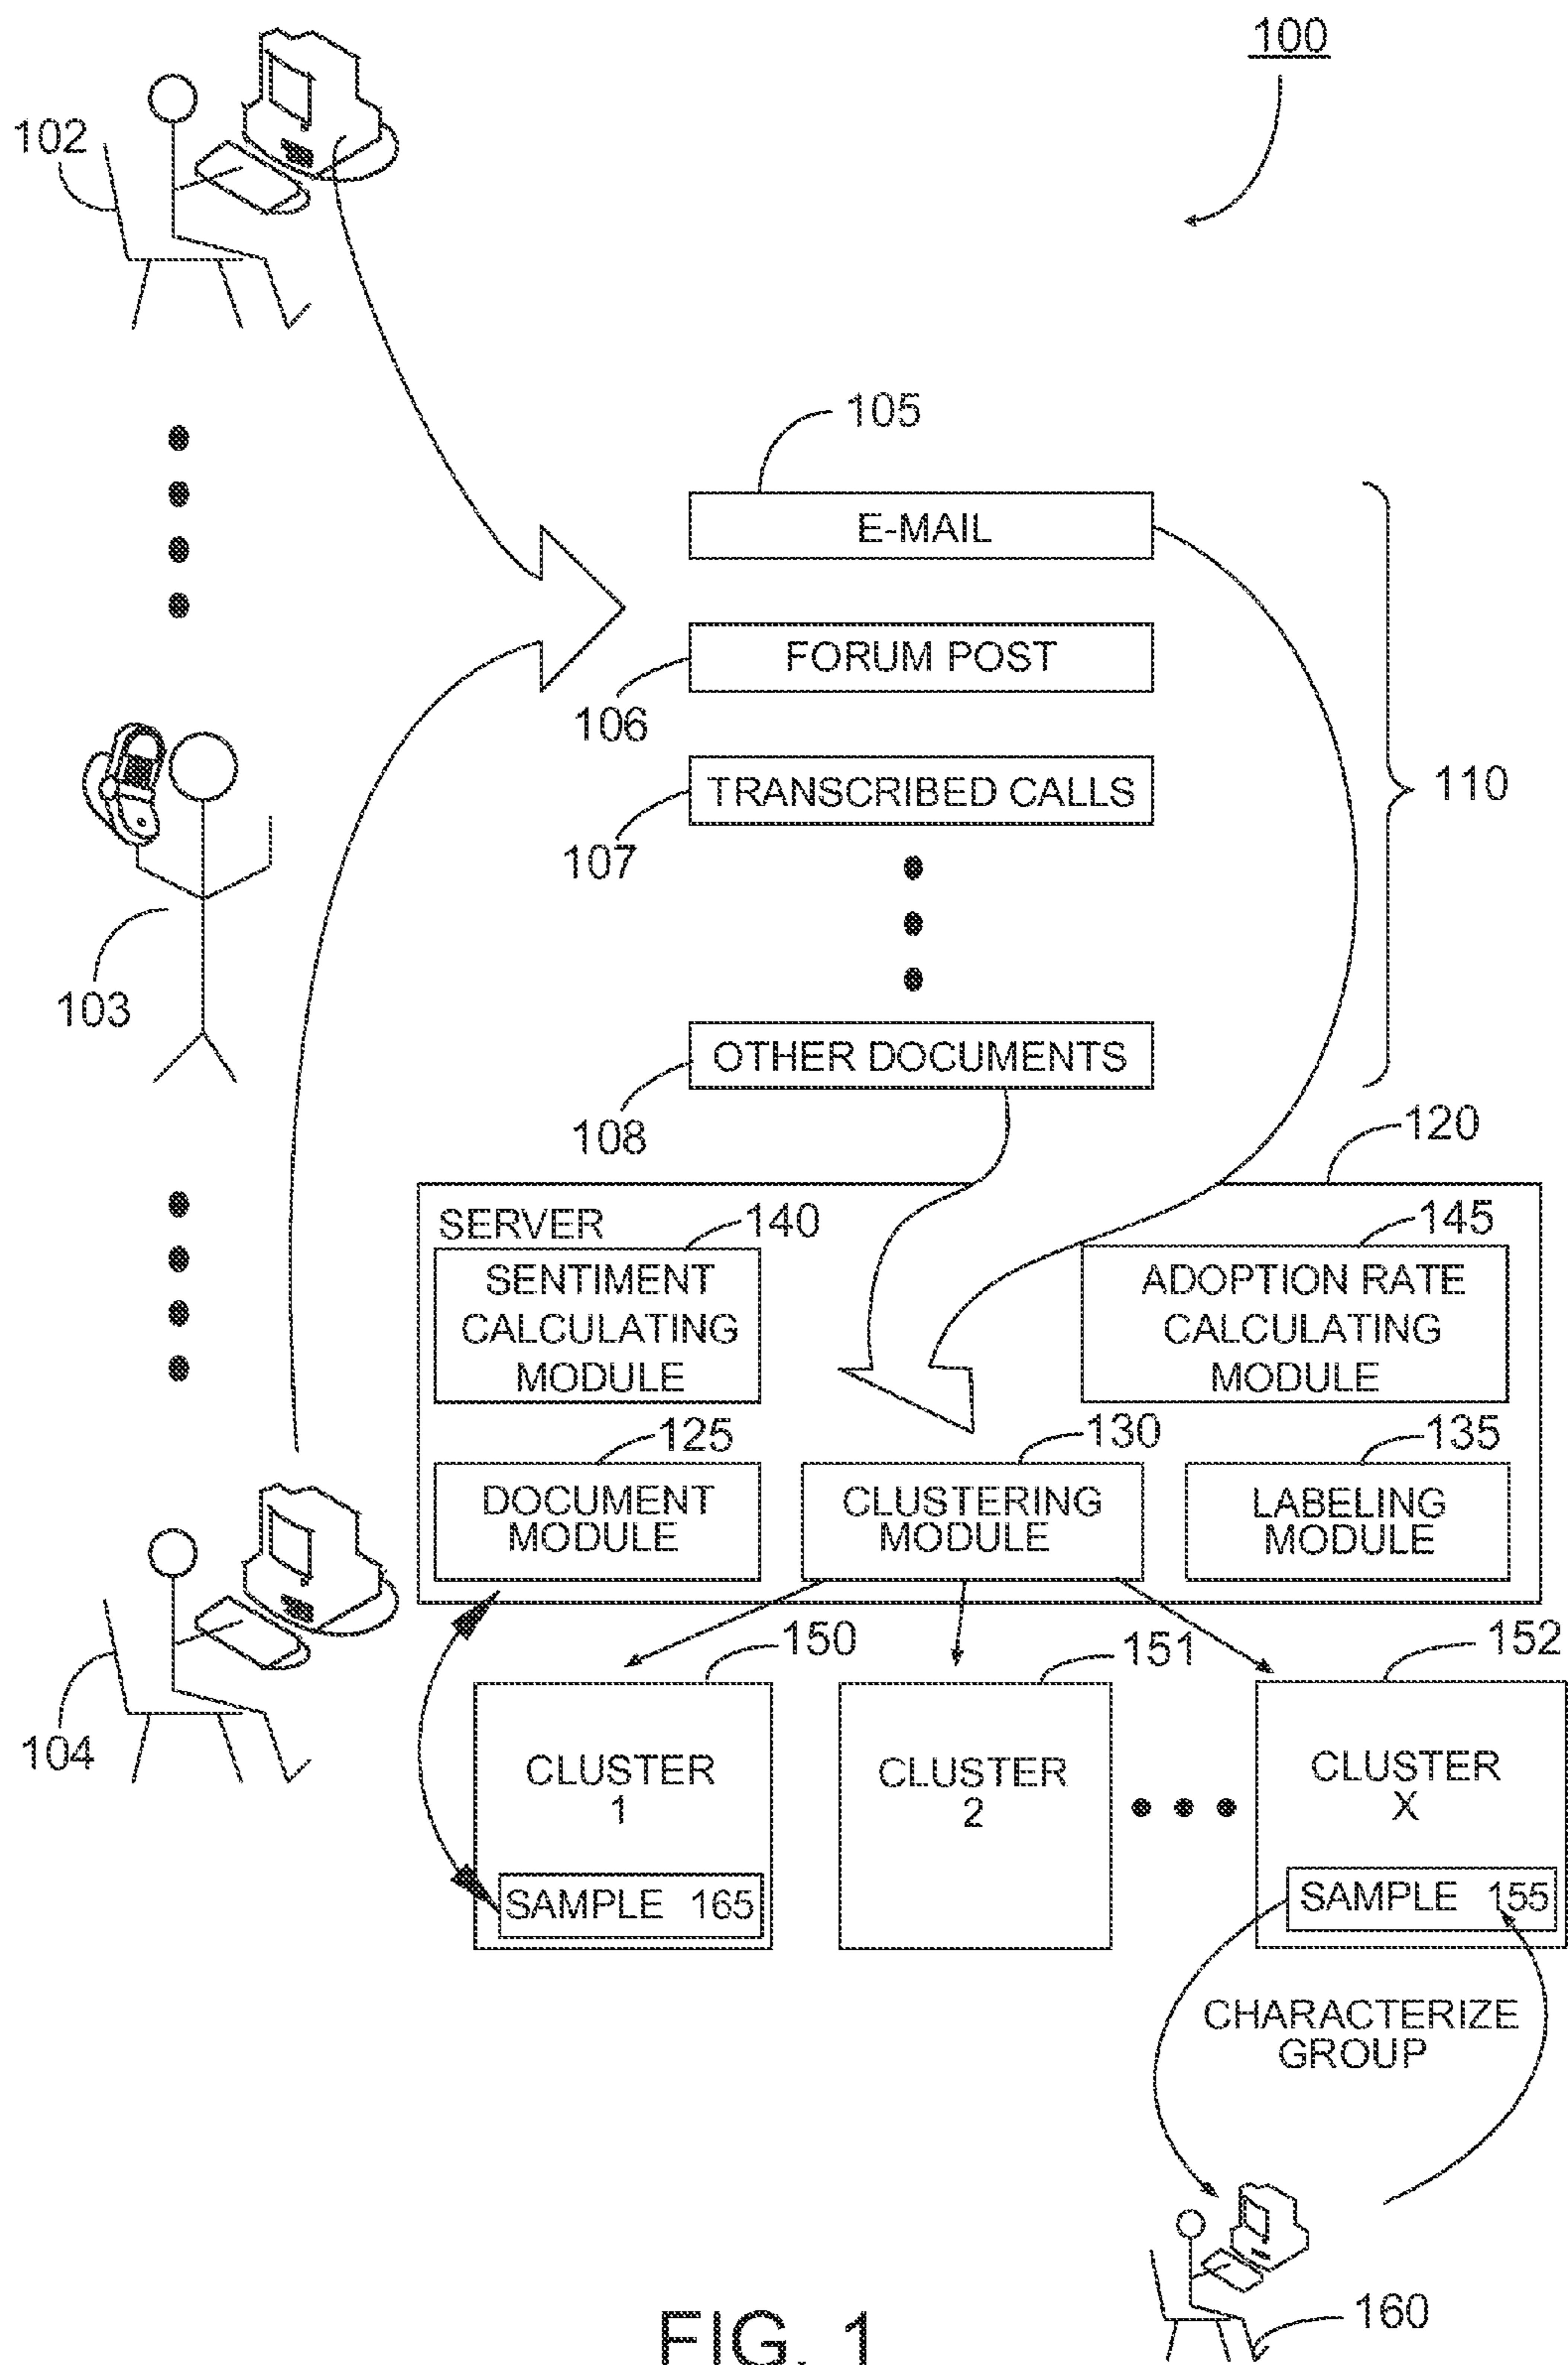 100
102
105
E-MAIL
FORUM POST
106
110
TRANSCRIBED CALLS
107
103
OTHER DOCUMENTS
108
120
SERVER
140
145
SENTIMENT
CALCULATING
MODULE
ADOPTION RATE
CALCULATING
MODULE
125
130
135
DOCUMENT
MODULE
CLUSTERING
MODULE
LABELING
MODULE
150
151
152
104
CLUSTER
1
CLUSTER
2
CLUSTER
X
SAMPLE 165
SAMPLE 155
CHARACTERIZE
GROUP
160
FIG. 1